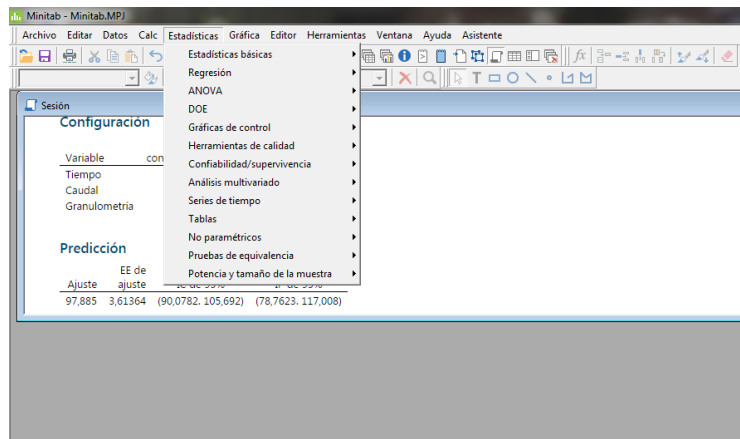 Minitab - Minitab.MPJ
Archivo Editar Datos Calc Estadísticas Gráfica Editor Herramientas Ventana Ayuda Asistente
Estadísticas básicas
Regresión
ANOVA
DOE
Gráficas de control
Herramientas de calidad
Confiabilidad/supervivencia
Análisis multivariado
Series de tiempo
Tablas
No paramétricos
Pruebas de equivalencia
Potencia y tamaño de la muestra
Sesión
Configuración
Variable
Tiempo
Caudal
Granulometría
Predicción
EE de
Ajuste ajuste
97,885 3,61364 (90,0782. 105,692) (78,7623. 117,008)